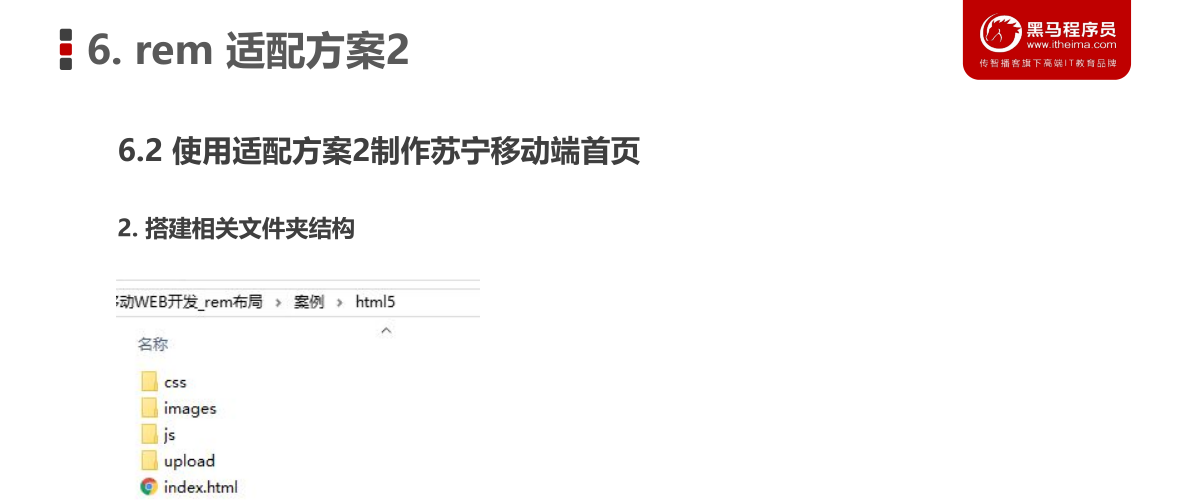 6. rem 适配方案2
黑马程序员
www.itheima.com
传智播客旗下高端IT教育品牌
6.2 使用适配方案2制作苏宁移动端首页
2. 搭建相关文件夹结构
动WEB开发_rem布局 › 案例 › html5
名称
css
images
js
upload
index.html